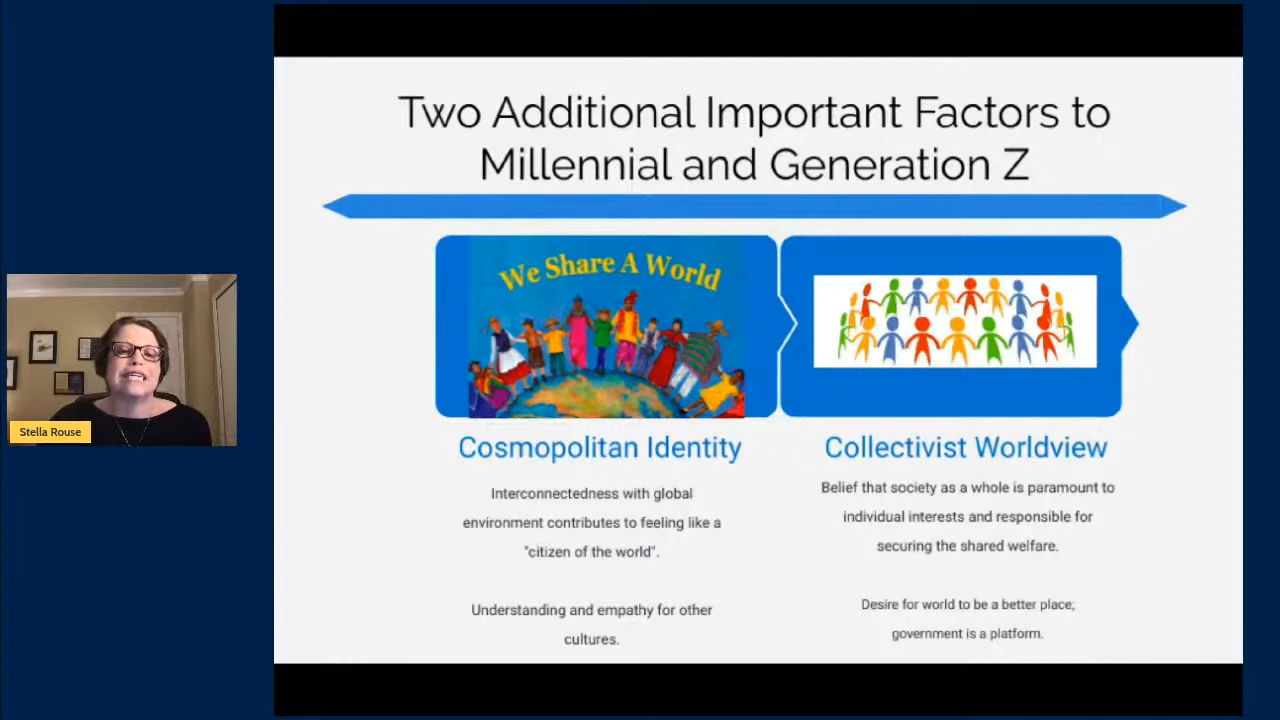 Two Additional Important Factors to
Millennial and Generation Z
We Share A World
Cosmopolitan Identity
Interconnectedness with global
environment contributes to feeling like a
"citizen of the world".
Understanding and empathy for other
cultures.
Collectivist Worldview
Belief that society as a whole is paramount to
individual interests and responsible for
securing the shared welfare.
Desire for world to be a better place;
government is a platform.
Stella Rouse